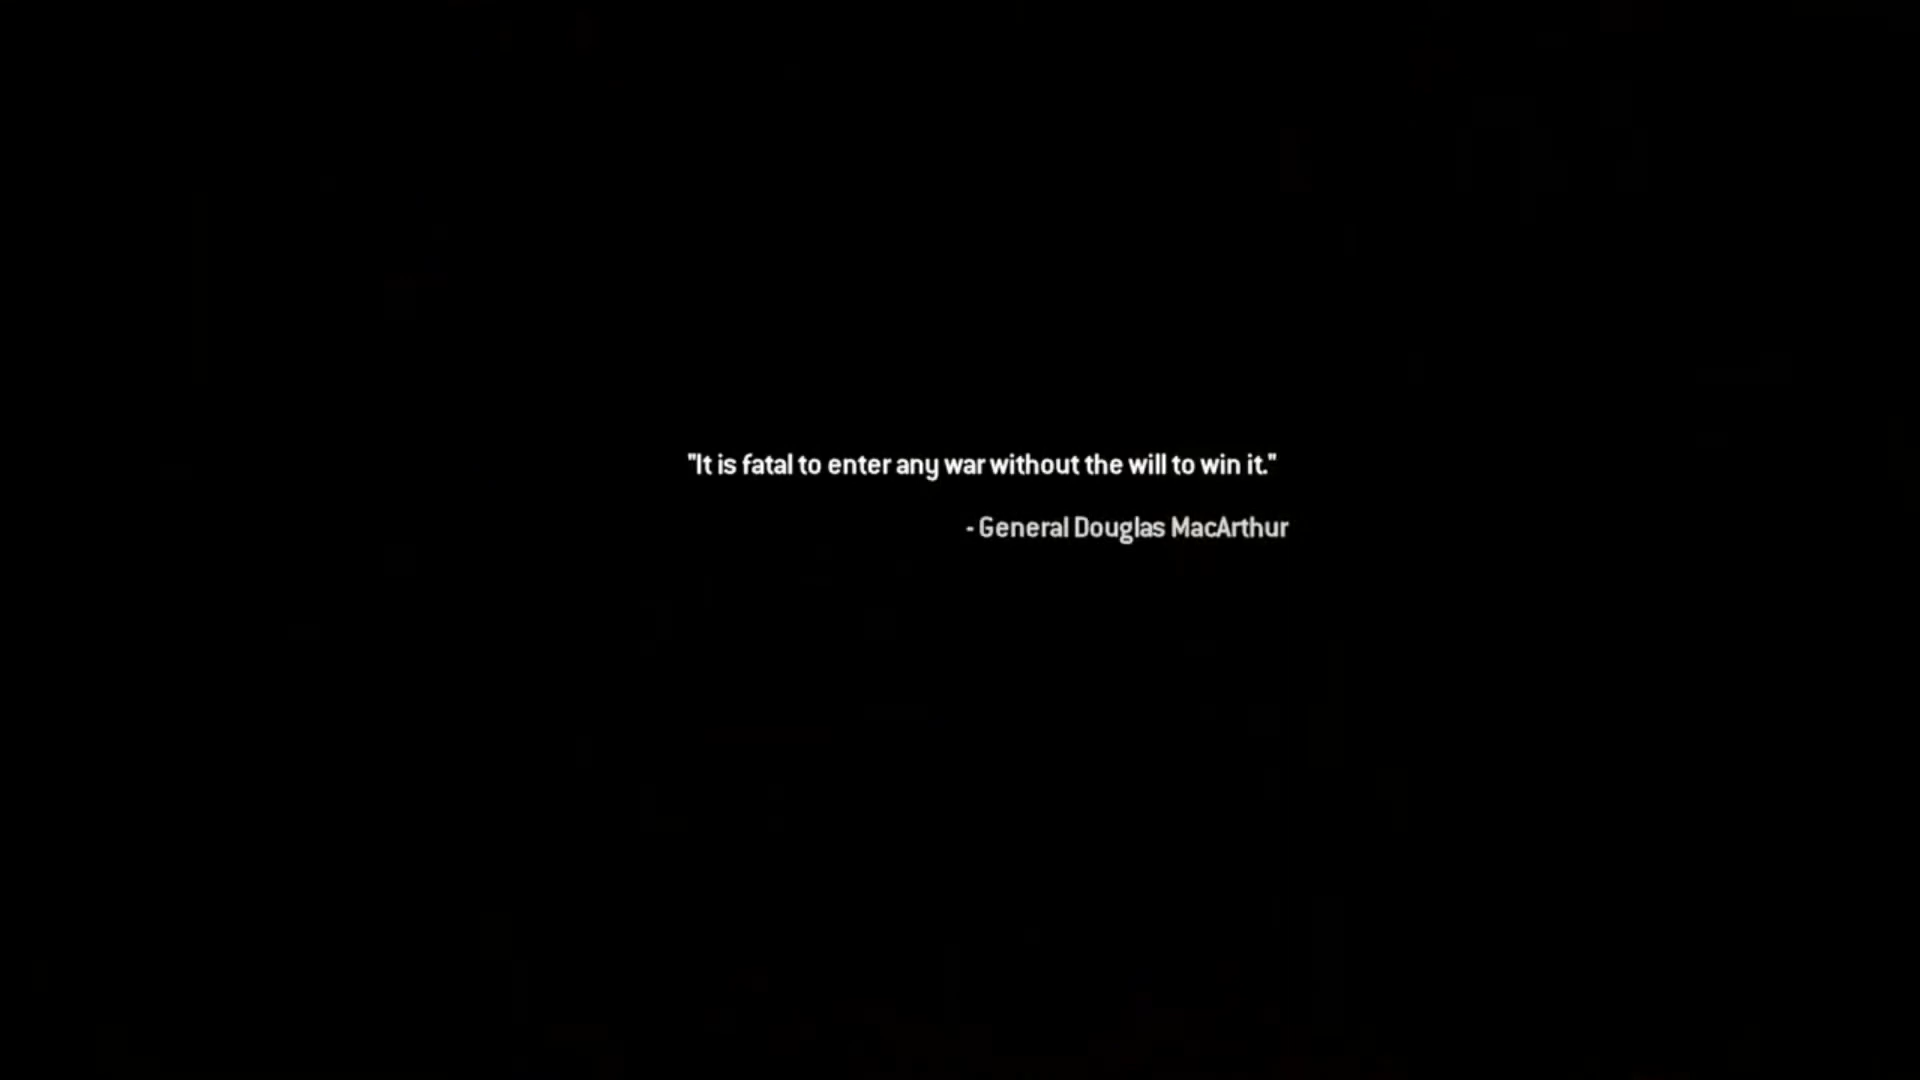 "It is fatal to enter any war without the will to win it."
- General Douglas MacArthur